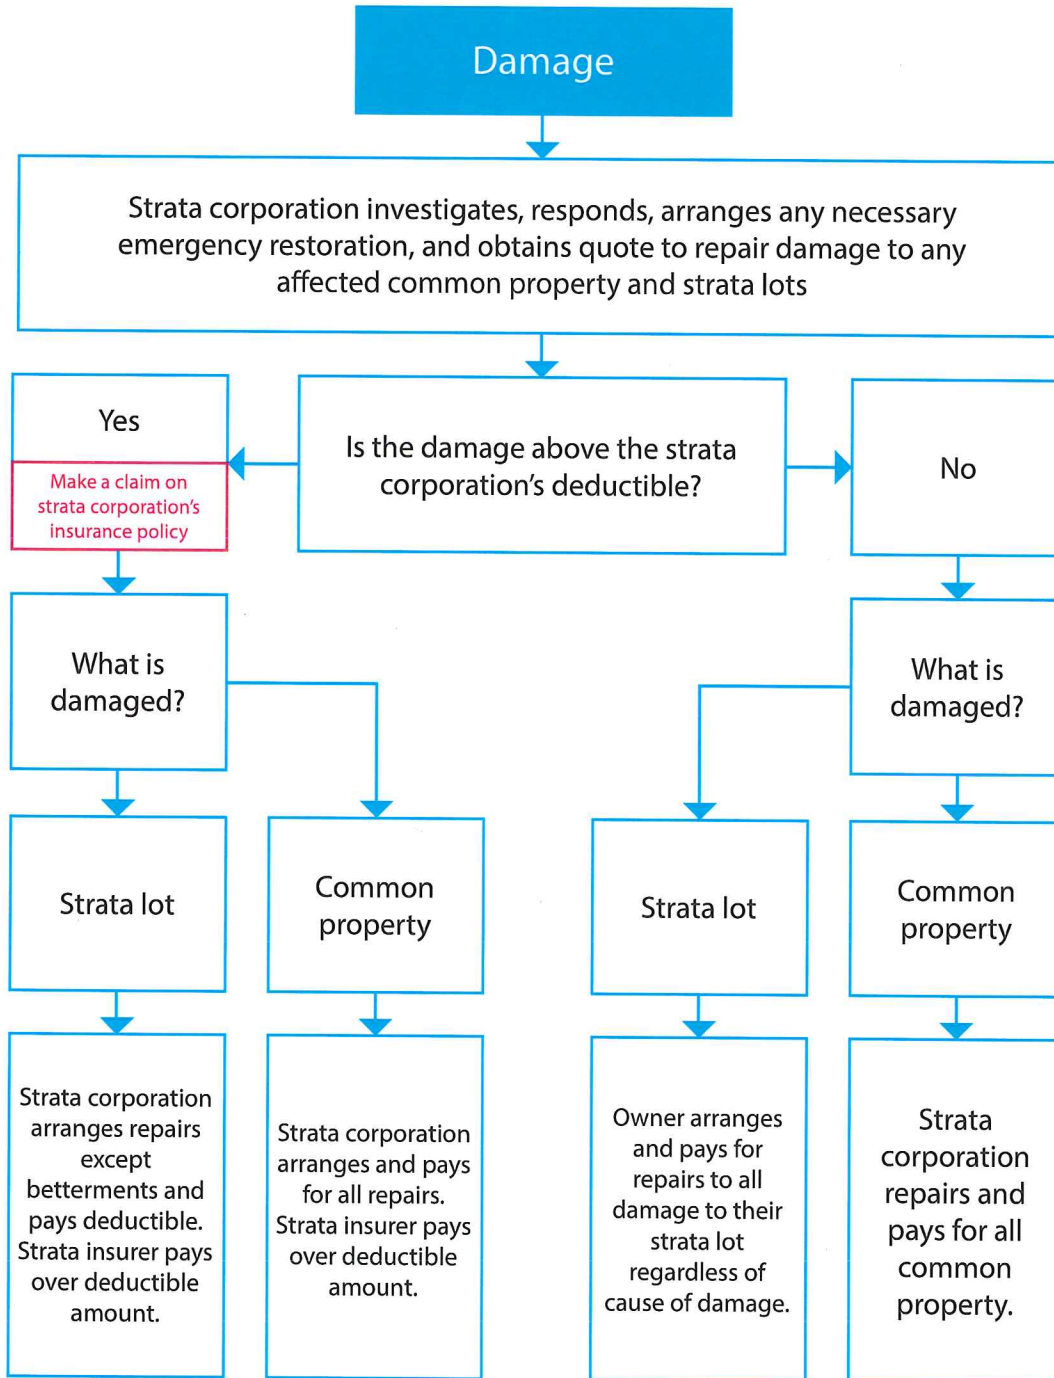 Damage
Strata corporation investigates, responds, arranges any necessary
emergency restoration, and obtains quote to repair damage to any
affected common property and strata lots
Yes
Make a claim on
strata corporation's
insurance policy
Is the damage above the strata
corporation's deductible?
No
What is
damaged?
What is
damaged?
Strata lot
Common
property
Strata lot
Common
property
Strata corporation
arranges repairs
except
betterments and
pays deductible.
Strata insurer pays
over deductible
amount.
Strata corporation
arranges and pays
for all repairs.
Strata insurer pays
over deductible
amount.
Owner arranges
and pays for
repairs to all
damage to their
strata lot
regardless of
cause of damage.
Strata
corporation
repairs and
pays for all
common
property.